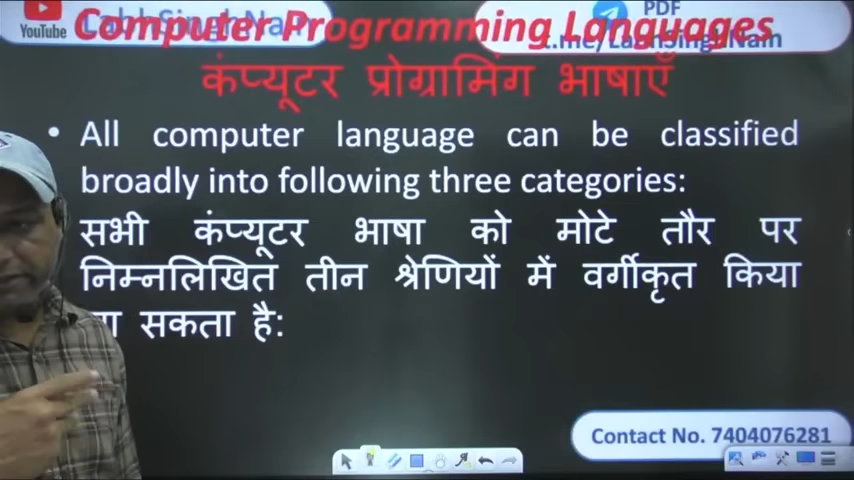 YouTube
PDF
Computer Programming Languages
कंप्यूटर प्रोग्रामिंग भाषाएँ
• All computer language can be classified
broadly into following three categories:
सभी कंप्यूटर भाषा को मोटे तौर पर
निम्नलिखित तीन श्रेणियों में वर्गीकृत किया
सकता है:
Contact No. 7404076281